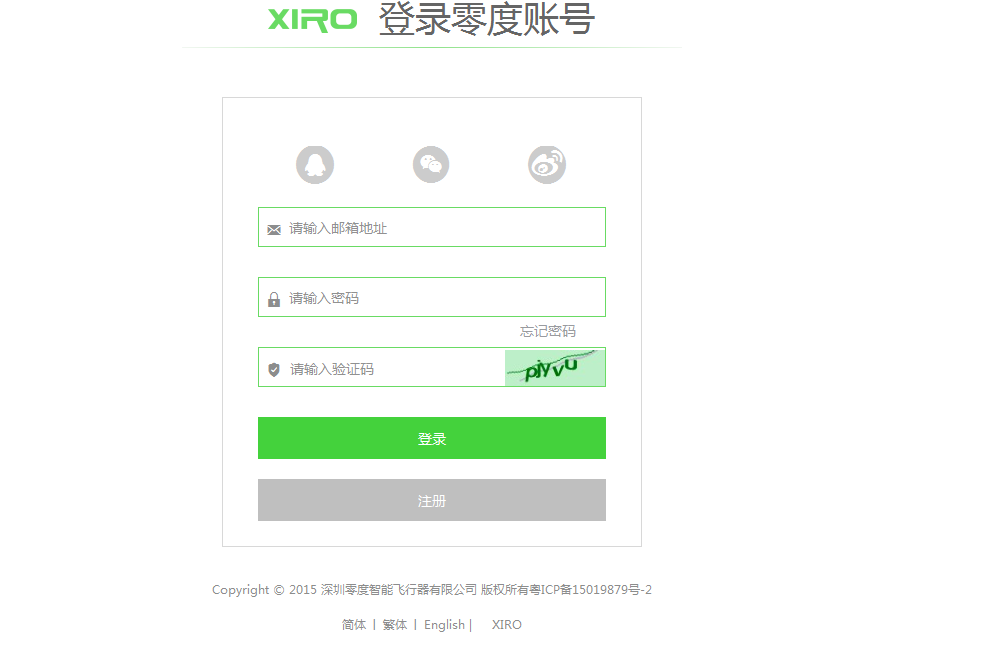 XIRO 登录零度账号
请输入邮箱地址
请输入密码
忘记密码
请输入验证码 pjyvu
登录
注册
Copyright © 2015 深圳零度智能飞行器有限公司 版权所有粤ICP备15019879号-2
简体 | 繁体 | English | XIRO